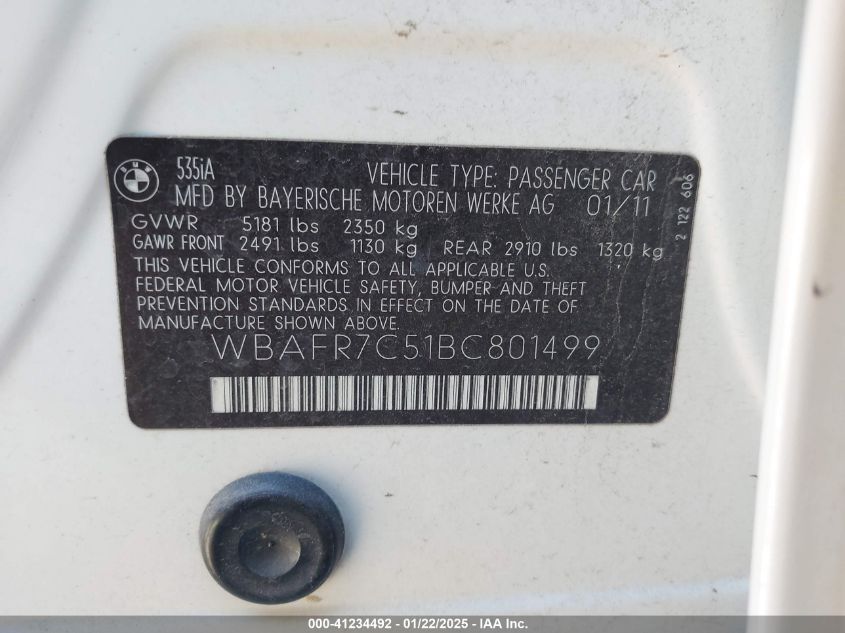 BMW
535iA VEHICLE TYPE: PASSENGER CAR
MFD BY BAYERISCHE MOTOREN WERKE AG 01/11
GVWR 5181 lbs 2350 kg
GAWR FRONT 2491 lbs 1130 kg REAR 2910 lbs 1320 kg
THIS VEHICLE CONFORMS TO ALL APPLICABLE U.S.
FEDERAL MOTOR VEHICLE SAFETY, BUMPER AND THEFT
PREVENTION STANDARDS IN EFFECT ON THE DATE OF
MANUFACTURE SHOWN ABOVE.
WBAFR7C51BC801499
2 122 606
000-41234492 - 01/22/2025 - IAA Inc.